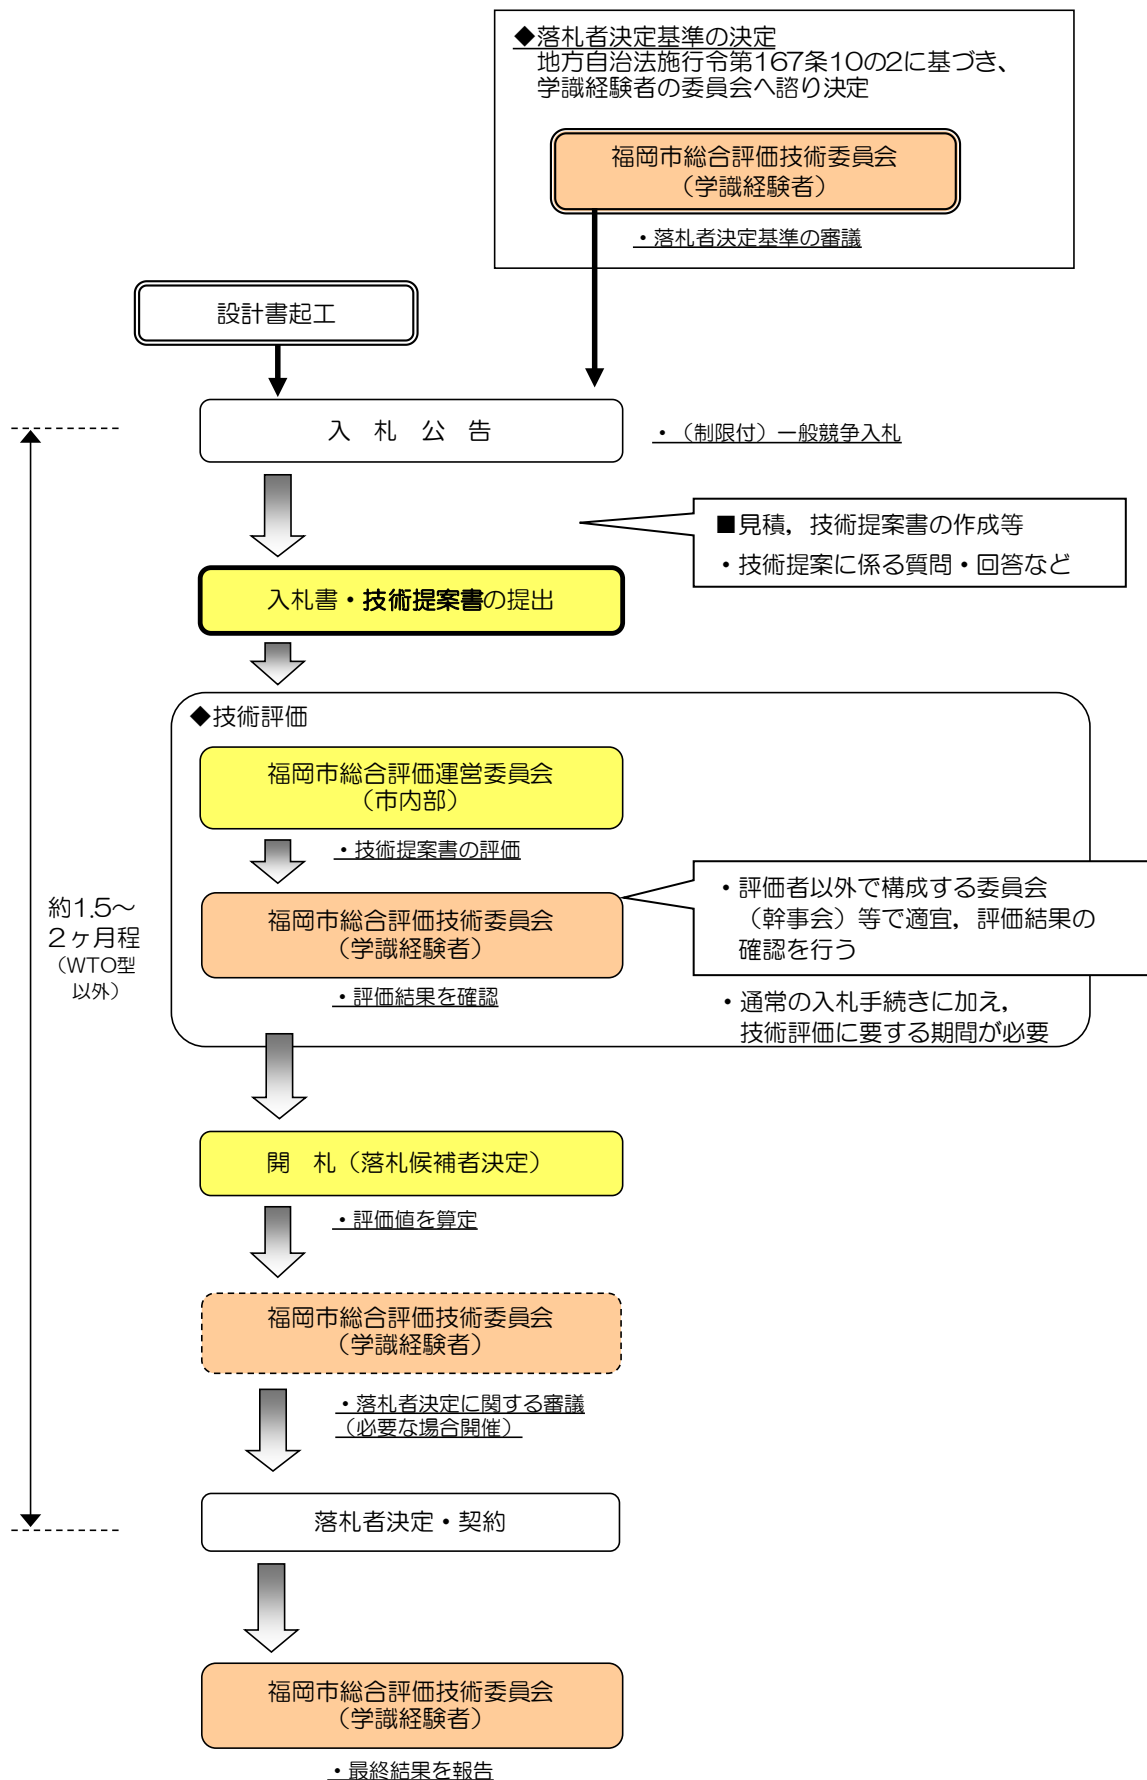 ◆落札者決定基準の決定
地方自治法施行令第167条10の2に基づき、
学識経験者の委員会へ諮り決定
福岡市総合評価技術委員会
（学識経験者）
・落札者決定基準の審議
設計書起工
入　札　公　告
・（制限付）一般競争入札
■見積，技術提案書の作成等
・技術提案に係る質問・回答など
入札書・技術提案書の提出
◆技術評価
福岡市総合評価運営委員会
（市内部）
・技術提案書の評価
福岡市総合評価技術委員会
（学識経験者）
・評価結果を確認
・評価者以外で構成する委員会
（幹事会）等で適宜，評価結果の
確認を行う
・通常の入札手続きに加え，
技術評価に要する期間が必要
約1.5～
２ヶ月程
（WTO型
以外）
開　札（落札候補者決定）
・評価値を算定
福岡市総合評価技術委員会
（学識経験者）
・落札者決定に関する審議
（必要な場合開催）
落札者決定・契約
福岡市総合評価技術委員会
（学識経験者）
・最終結果を報告